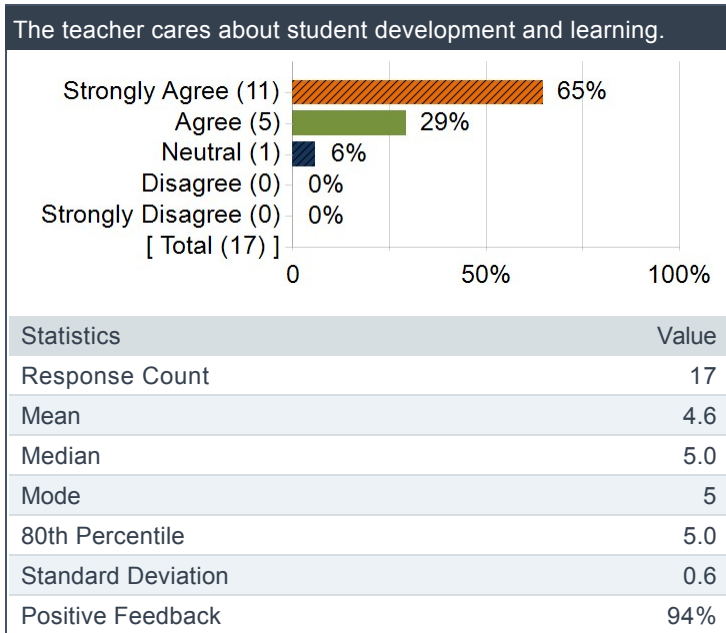 The teacher cares about student development and learning.
Strongly Agree (11) 65%
Agree (5) 29%
Neutral (1) 6%
Disagree (0) 0%
Strongly Disagree (0) 0%
[ Total (17) ]
0 50% 100%
Statistics Value
Response Count 17
Mean 4.6
Median 5.0
Mode 5
80th Percentile 5.0
Standard Deviation 0.6
Positive Feedback 94%